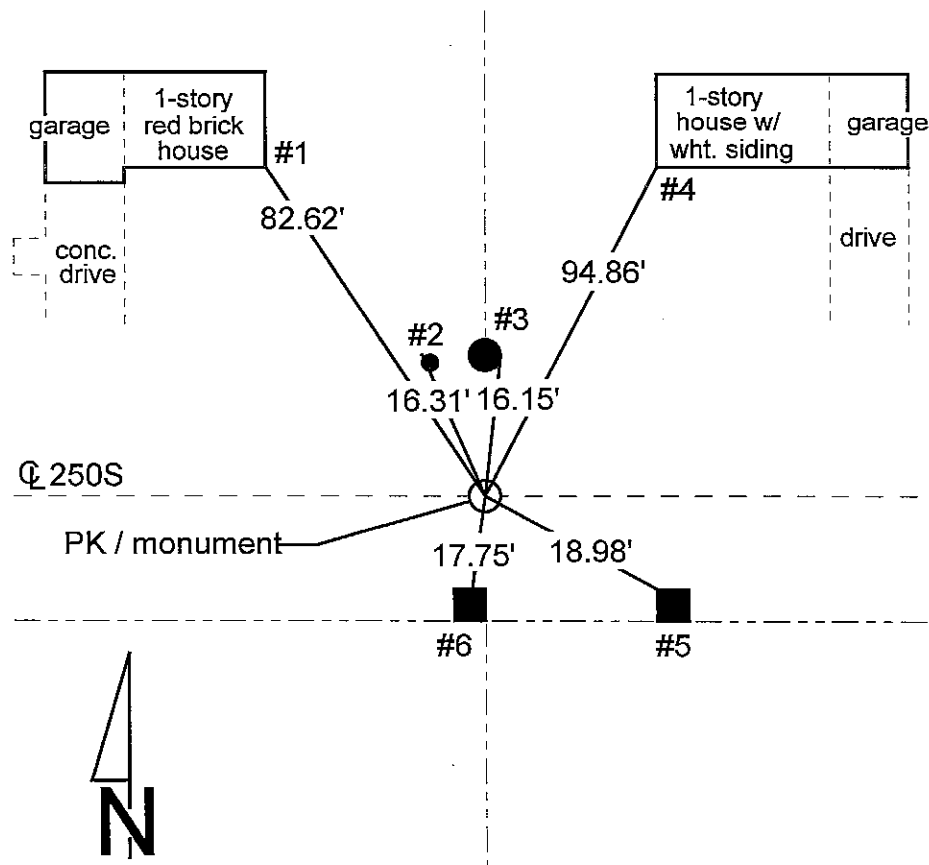 garage
1-story
red brick
house
#1
82.62'
conc.
drive
1-story
house w/
wht. siding
garage
#4
drive
94.86'
#2
#3
16.31'
16.15'
℄ 250S
PK / monument
17.75'
18.98'
#6
#5
N